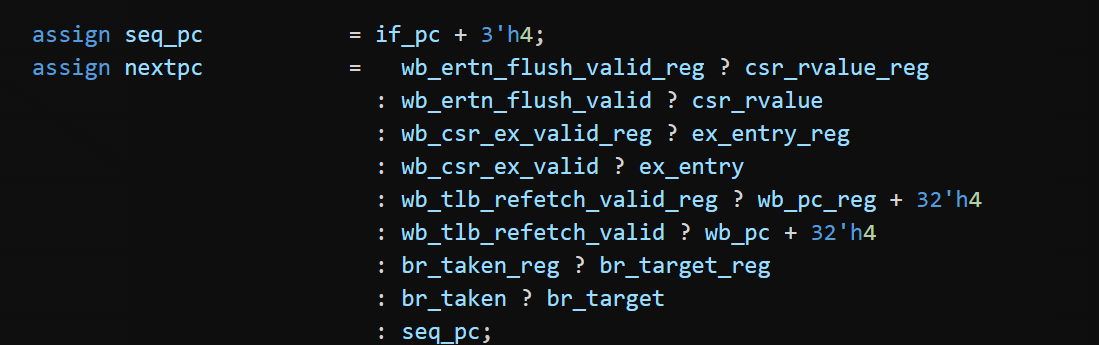 assign seq_pc = if_pc + 3'h4;
assign nextpc = wb_ertn_flush_valid_reg ? csr_rvalue_reg
: wb_ertn_flush_valid ? csr_rvalue
: wb_csr_ex_valid_reg ? ex_entry_reg
: wb_csr_ex_valid ? ex_entry
: wb_tlb_refetch_valid_reg ? wb_pc_reg + 32'h4
: wb_tlb_refetch_valid ? wb_pc + 32'h4
: br_taken_reg ? br_target_reg
: br_taken ? br_target
: seq_pc;